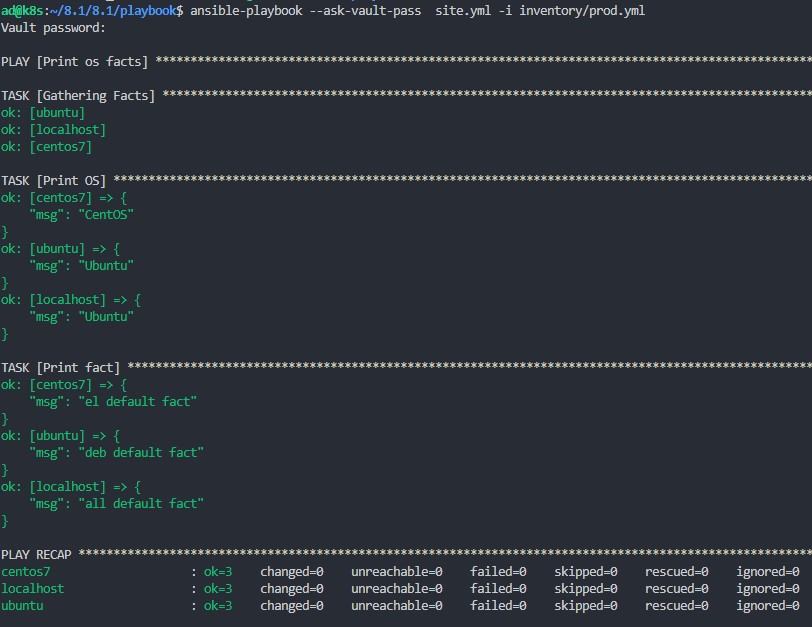 ad@k8s:~/8.1/8.1/playbook$ ansible-playbook --ask-vault-pass  site.yml -i inventory/prod.yml
Vault password:
PLAY [Print os facts] *********************************************************************************************
TASK [Gathering Facts] ********************************************************************************************
ok: [ubuntu]
ok: [localhost]
ok: [centos7]
TASK [Print OS] ***************************************************************************************************
ok: [centos7] => {
    "msg": "CentOS"
}
ok: [ubuntu] => {
    "msg": "Ubuntu"
}
ok: [localhost] => {
    "msg": "Ubuntu"
}
TASK [Print fact] *************************************************************************************************
ok: [centos7] => {
    "msg": "el default fact"
}
ok: [ubuntu] => {
    "msg": "deb default fact"
}
ok: [localhost] => {
    "msg": "all default fact"
}
PLAY RECAP ********************************************************************************************************
centos7                    : ok=3    changed=0    unreachable=0    failed=0    skipped=0    rescued=0    ignored=0
localhost                  : ok=3    changed=0    unreachable=0    failed=0    skipped=0    rescued=0    ignored=0
ubuntu                     : ok=3    changed=0    unreachable=0    failed=0    skipped=0    rescued=0    ignored=0